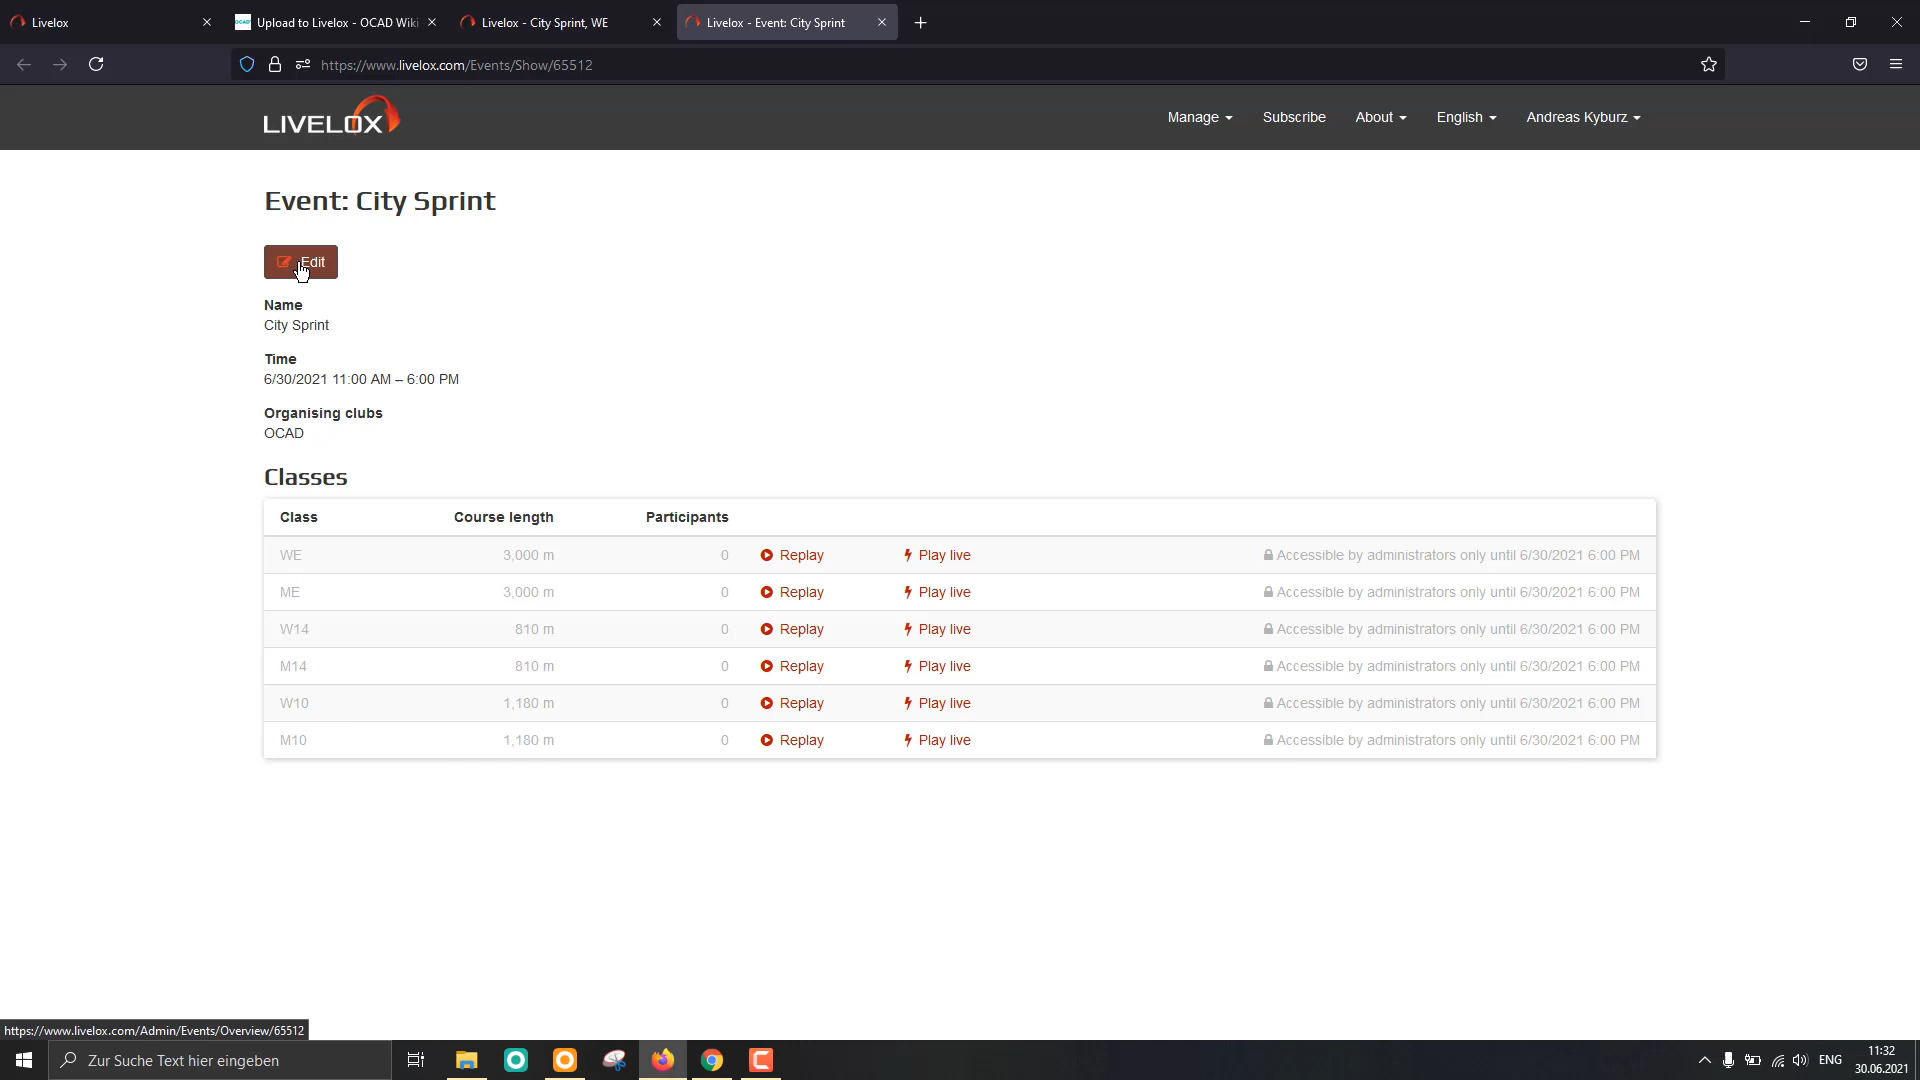 Livelox
Upload to Livelox - OCAD Wiki
Livelox - City Sprint, WE
Livelox - Event: City Sprint
https://www.livelox.com/Events/Show/65512
LIVELOX
Manage
Subscribe
About
English
Andreas Kyburz
Event: City Sprint
Edit
Name
City Sprint
Time
6/30/2021 11:00 AM – 6:00 PM
Organising clubs
OCAD
Classes
Class Course length Participants
WE 3,000 m 0 Replay Play live Accessible by administrators only until 6/30/2021 6:00 PM
ME 3,000 m 0 Replay Play live Accessible by administrators only until 6/30/2021 6:00 PM
W14 810 m 0 Replay Play live Accessible by administrators only until 6/30/2021 6:00 PM
M14 810 m 0 Replay Play live Accessible by administrators only until 6/30/2021 6:00 PM
W10 1,180 m 0 Replay Play live Accessible by administrators only until 6/30/2021 6:00 PM
M10 1,180 m 0 Replay Play live Accessible by administrators only until 6/30/2021 6:00 PM
https://www.livelox.com/Admin/Events/Overview/65512
Zur Suche Text hier eingeben
ENG
11:32
30.06.2021